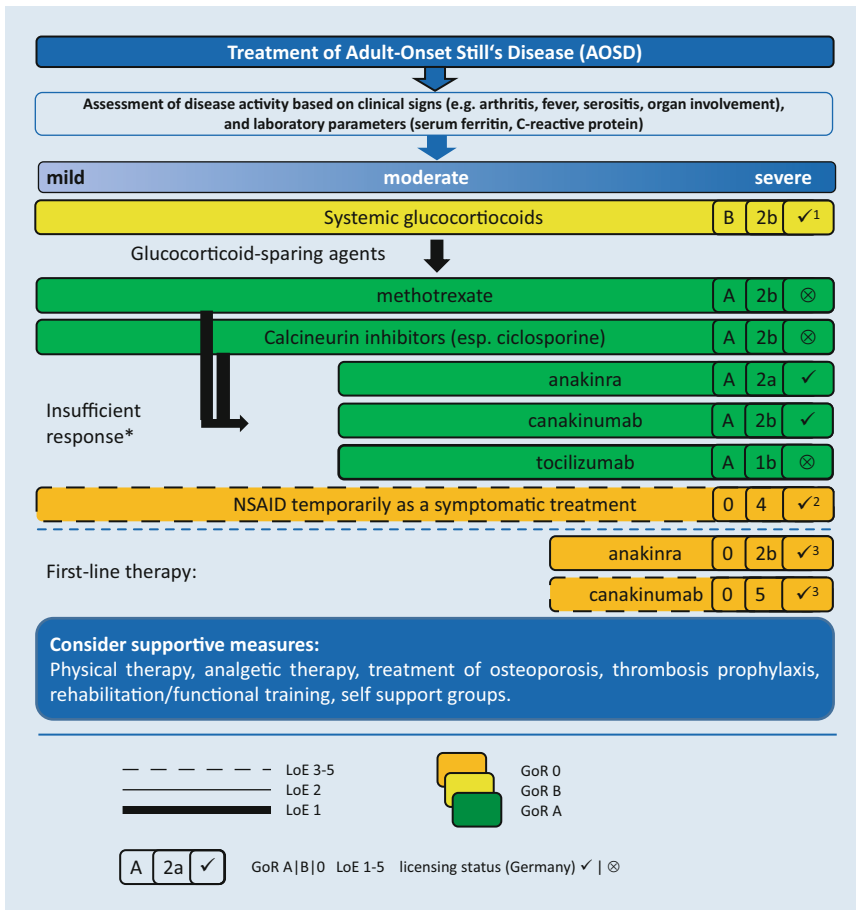 Treatment of Adult-Onset Still's Disease (AOSD)
Assessment of disease activity based on clinical signs (e.g. arthritis, fever, serositis, organ involvement),
and laboratory parameters (serum ferritin, C-reactive protein)
mild moderate severe
Systemic glucocortiocoids B 2b ✓¹
Glucocorticoid-sparing agents
methotrexate A 2b ⊗
Calcineurin inhibitors (esp. ciclosporine) A 2b ⊗
anakinra A 2a ✓
Insufficient
response*
canakinumab A 2b ✓
tocilizumab A 1b ⊗
NSAID temporarily as a symptomatic treatment 0 4 ✓²
First-line therapy:
anakinra 0 2b ✓³
canakinumab 0 5 ✓³
Consider supportive measures:
Physical therapy, analgetic therapy, treatment of osteoporosis, thrombosis prophylaxis,
rehabilitation/functional training, self support groups.
LoE 3-5
LoE 2
LoE 1
GoR 0
GoR B
GoR A
A 2a ✓ GoR A|B|0 LoE 1-5 licensing status (Germany) ✓ | ⊗